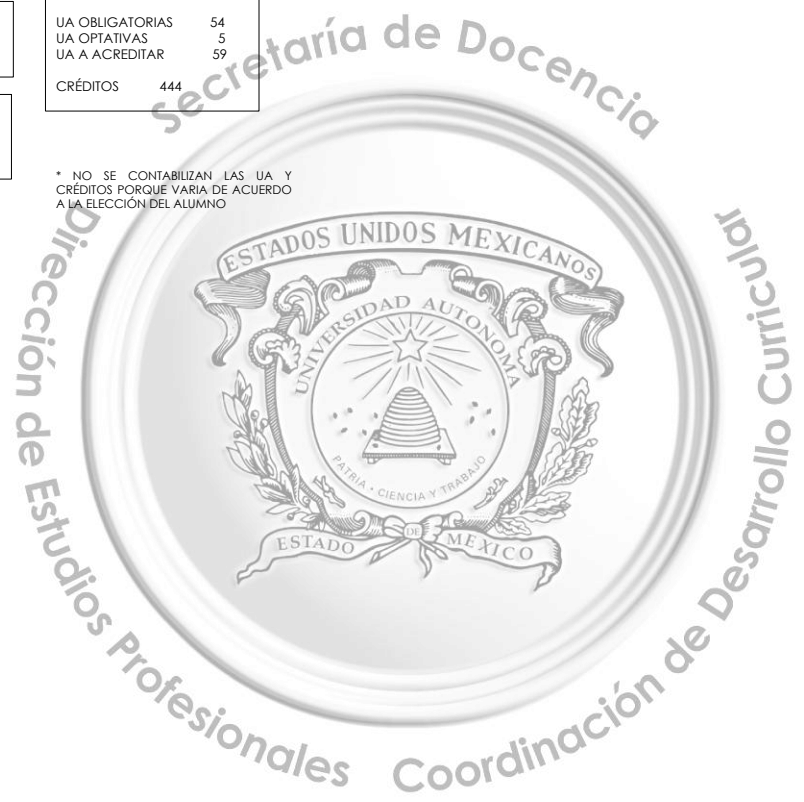 UA OBLIGATORIAS 54
UA OPTATIVAS 5
UA A ACREDITAR 59
CRÉDITOS 444
* NO SE CONTABILIZAN LAS UA Y
CRÉDITOS PORQUE VARIA DE ACUERDO
A LA ELECCIÓN DEL ALUMNO
Secretaría de Docencia
Dirección de Estudios Profesionales
Coordinación de Desarrollo Curricular
ESTADOS UNIDOS MEXICANOS
UNIVERSIDAD AUTONOMA
PATRIA • CIENCIA Y TRABAJO
ESTADO DE MEXICO